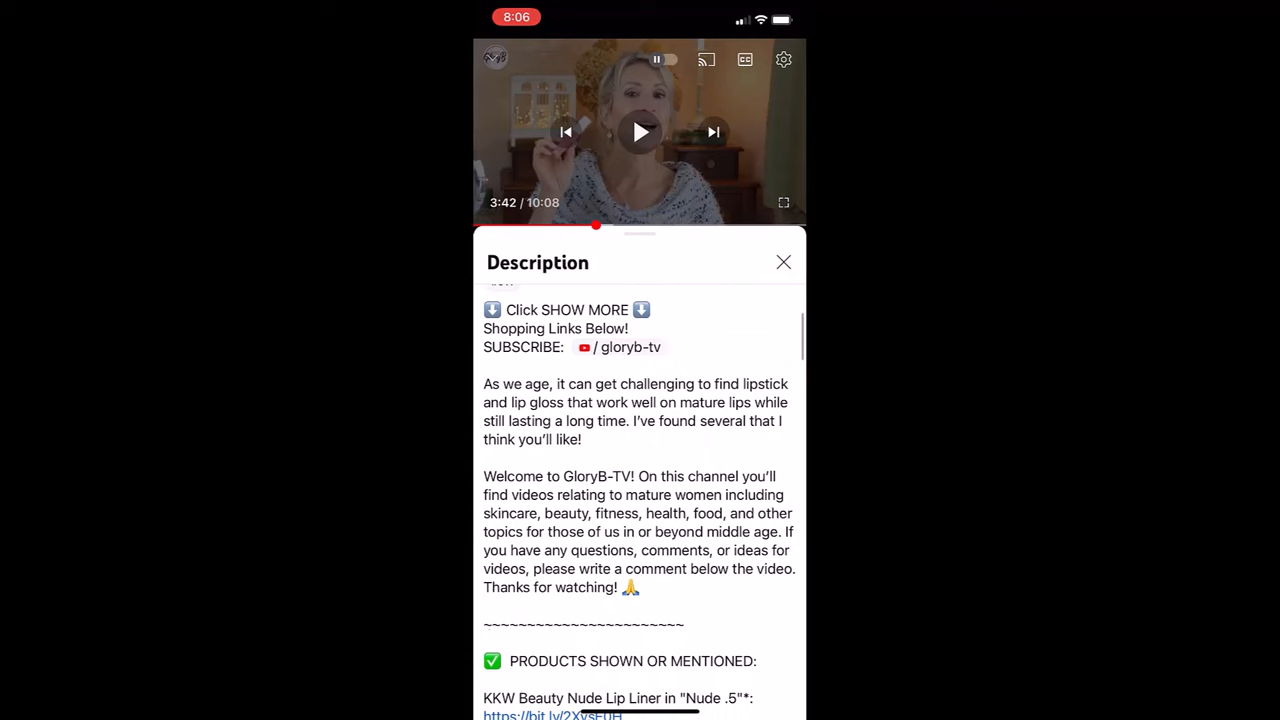 8:06
CC
3:42 / 10:08
Description
⬇️ Click SHOW MORE ⬇️
Shopping Links Below!
SUBSCRIBE: / gloryb-tv
As we age, it can get challenging to find lipstick
and lip gloss that work well on mature lips while
still lasting a long time. I've found several that I
think you'll like!
Welcome to GloryB-TV! On this channel you'll
find videos relating to mature women including
skincare, beauty, fitness, health, food, and other
topics for those of us in or beyond middle age. If
you have any questions, comments, or ideas for
videos, please write a comment below the video.
Thanks for watching! 🙏
~~~~~~~~~~~~~~~~~~~~~~~
✅ PRODUCTS SHOWN OR MENTIONED:
KKW Beauty Nude Lip Liner in "Nude .5"*: